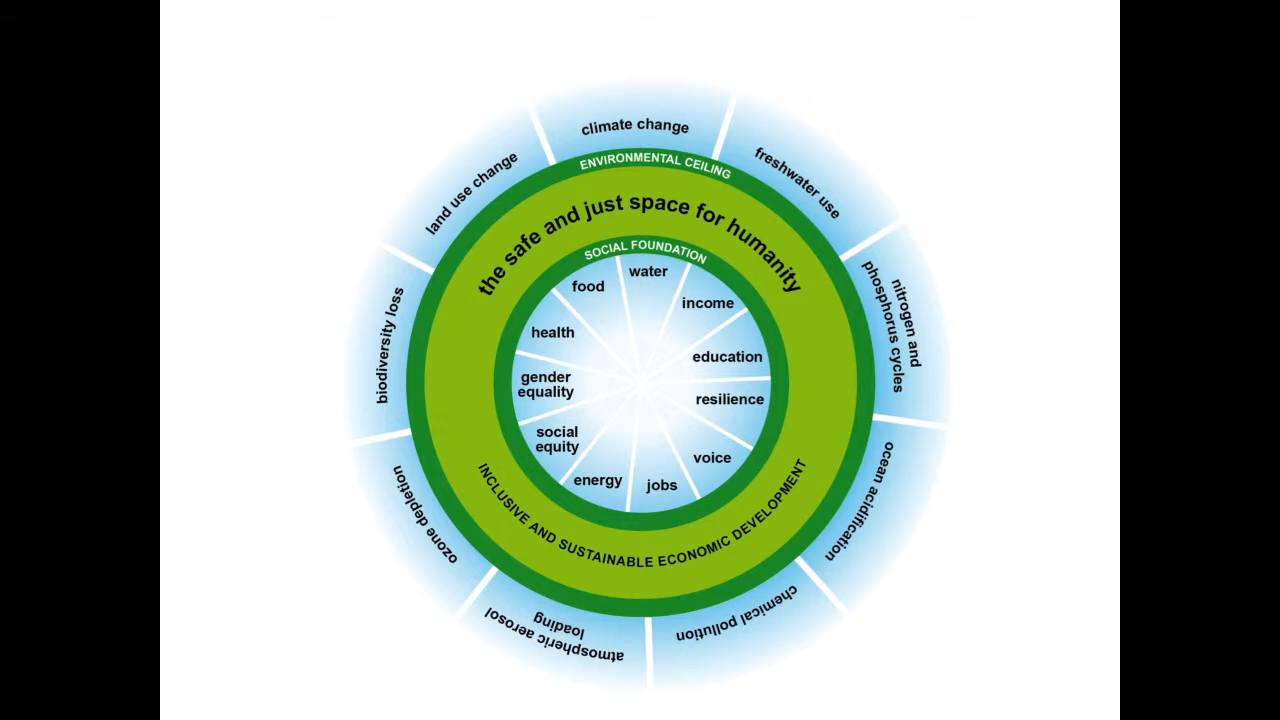 climate change
freshwater use
nitrogen and
phosphorus cycles
ocean acidification
chemical pollution
atmospheric aerosol
loading
ozone depletion
biodiversity loss
land use change
ENVIRONMENTAL CEILING
the safe and just space for humanity
SOCIAL FOUNDATION
water
income
education
resilience
voice
jobs
energy
social
equity
gender
equality
health
food
INCLUSIVE AND SUSTAINABLE ECONOMIC DEVELOPMENT